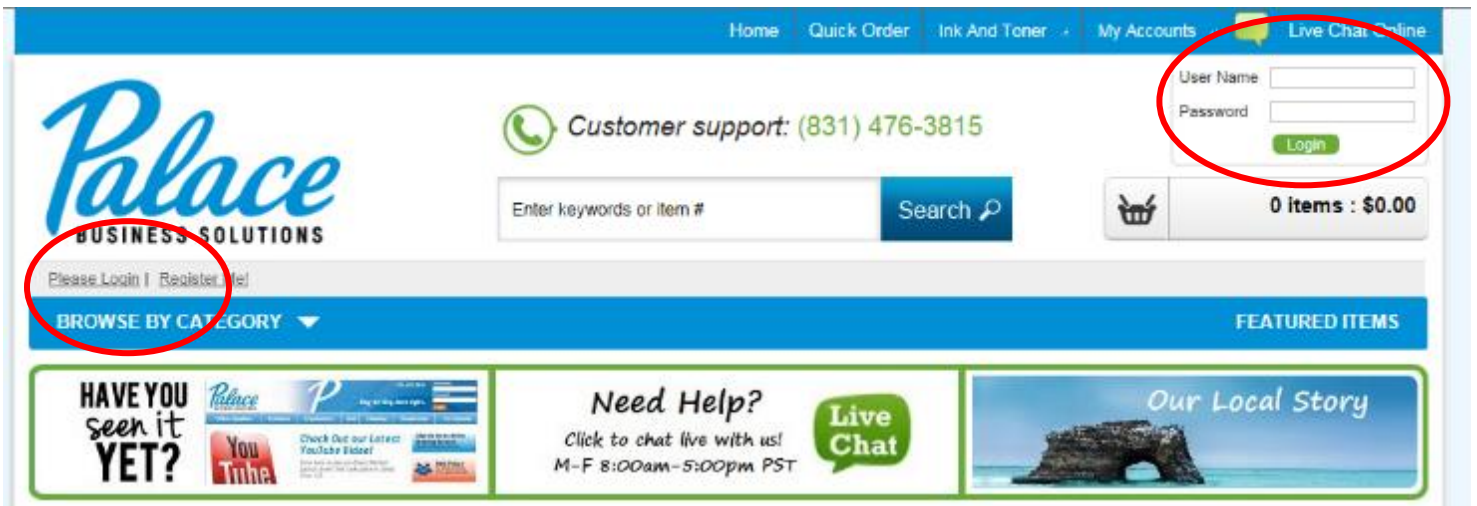 Home Quick Order Ink And Toner My Accounts Live Chat Online
User Name
Password
Login
Palace
BUSINESS SOLUTIONS
Customer support: (831) 476-3815
Enter keywords or item # Search
0 items : $0.00
Please Login | Register Me!
BROWSE BY CATEGORY FEATURED ITEMS
HAVE YOU
seen it
YET?
Palace
P
You
Tube
Check Out our Latest
YouTube Video!
Need Help?
Click to chat live with us!
M-F 8:00am-5:00pm PST
Live
Chat
Our Local Story